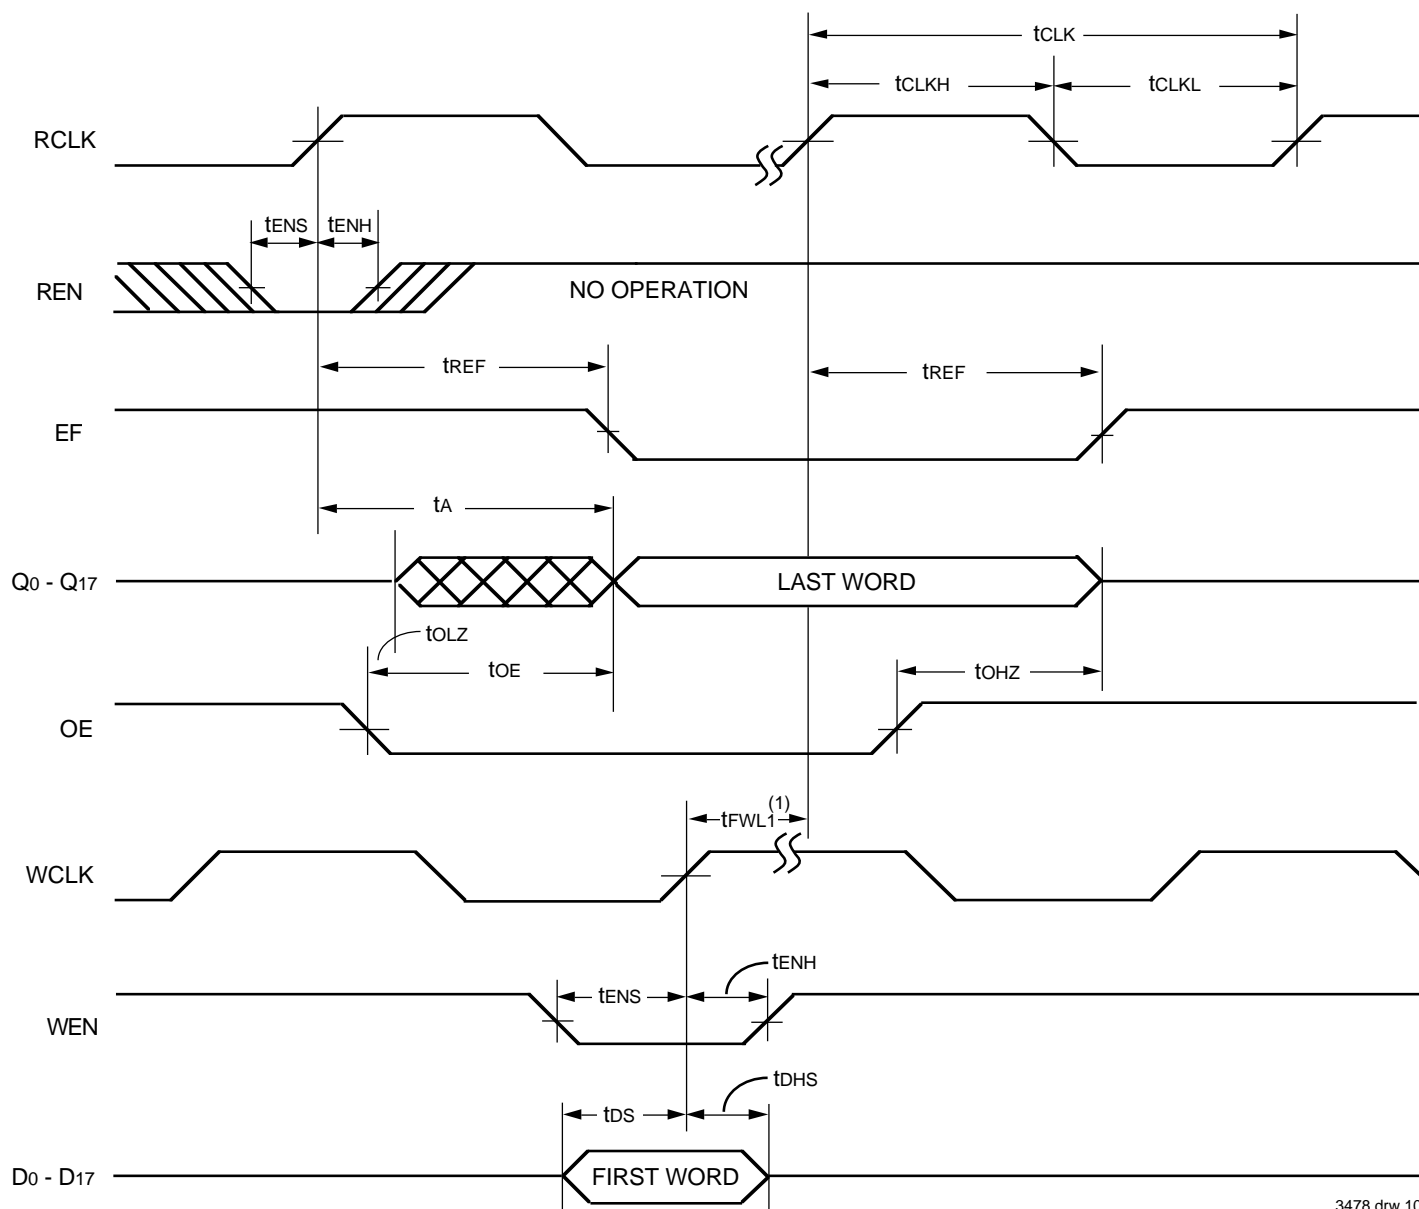 tCLK
tCLKH
tCLKL
RCLK
tENS
tENH
REN
NO OPERATION
tREF
tREF
EF
tA
Q0 - Q17
LAST WORD
tOLZ
tOE
tOHZ
OE
tFWL1(1)
WCLK
tENH
tENS
WEN
tDHS
tDS
D0 - D17
FIRST WORD
3478 drw 10